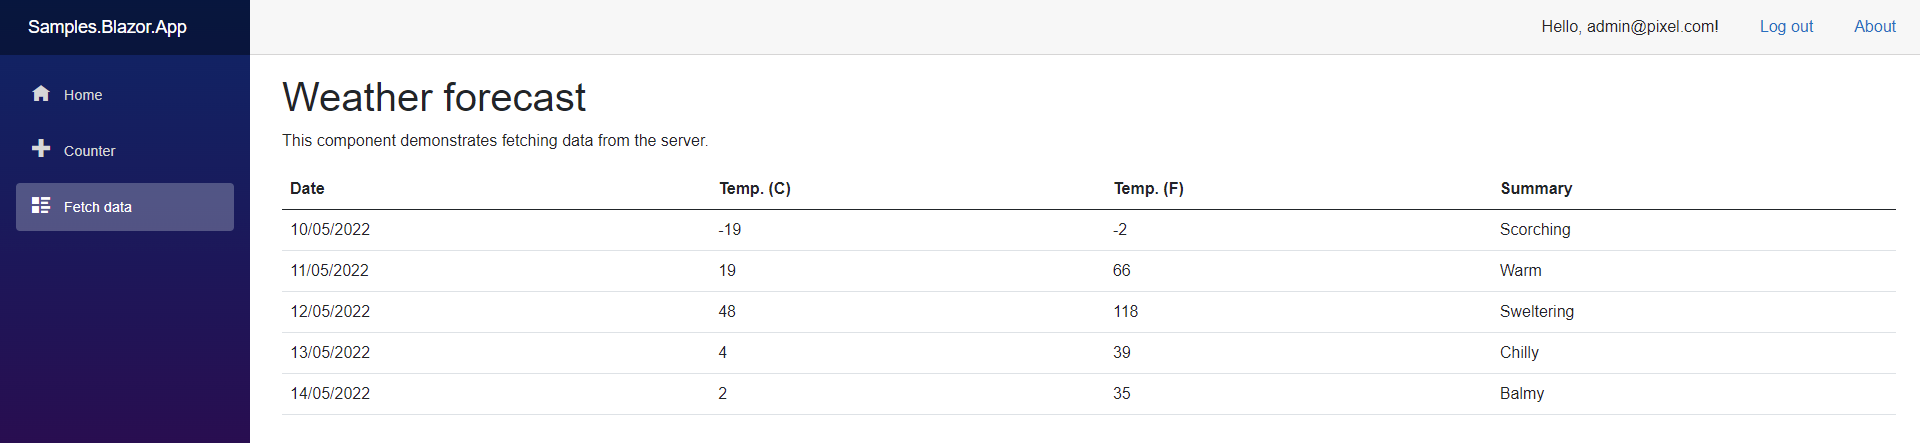 Samples.Blazor.App
Hello, admin@pixel.com! Log out About
Home
Counter
Fetch data
Weather forecast
This component demonstrates fetching data from the server.
Date Temp. (C) Temp. (F) Summary
10/05/2022 -19 -2 Scorching
11/05/2022 19 66 Warm
12/05/2022 48 118 Sweltering
13/05/2022 4 39 Chilly
14/05/2022 2 35 Balmy